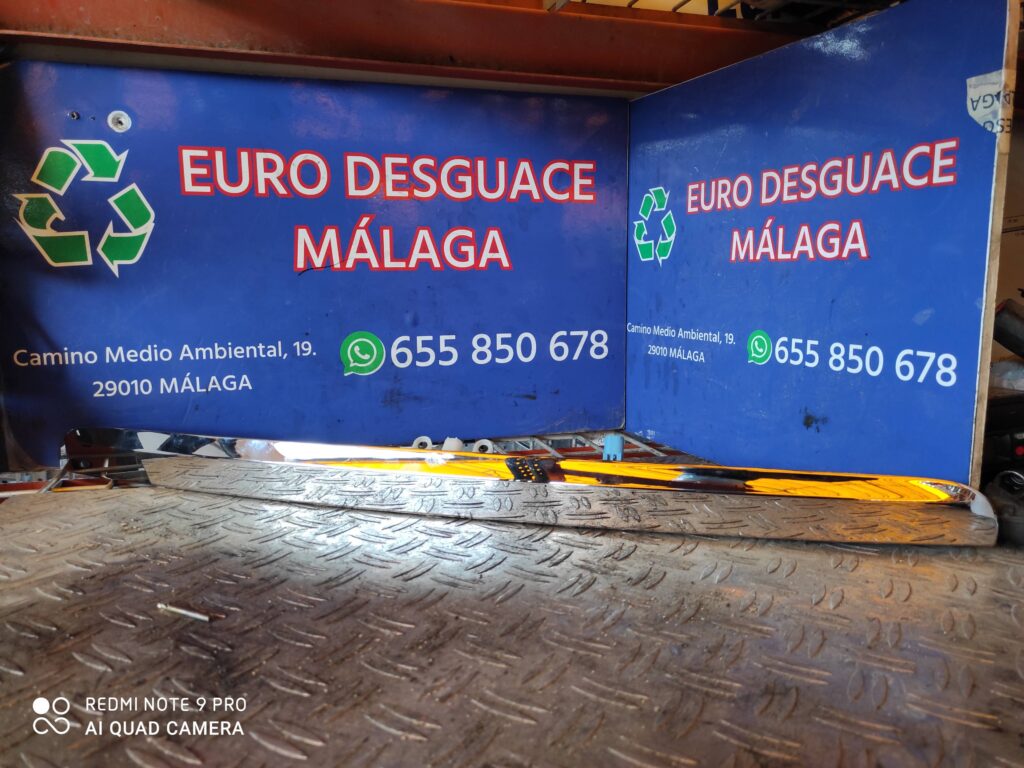 EURO DESGUACE
MÁLAGA
Camino Medio Ambiental, 19.
29010 MÁLAGA
655 850 678
EURO DESGUACE
MÁLAGA
Camino Medio Ambiental, 19.
29010 MÁLAGA
655 850 678
REDMI NOTE 9 PRO
AI QUAD CAMERA